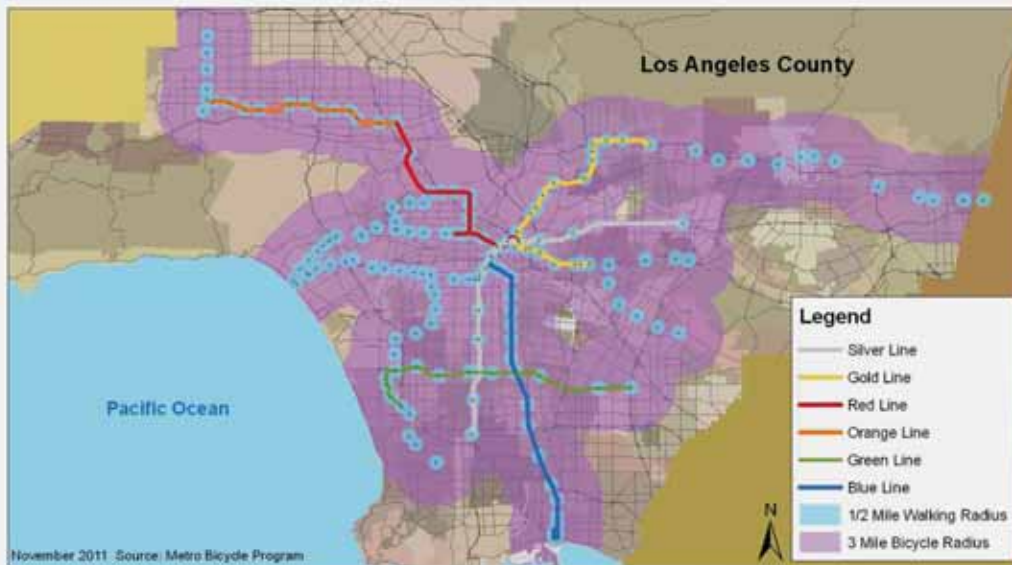 Los Angeles County
Pacific Ocean
Legend
Silver Line
Gold Line
Red Line
Orange Line
Green Line
Blue Line
1/2 Mile Walking Radius
3 Mile Bicycle Radius
N
November 2011 Source: Metro Bicycle Program